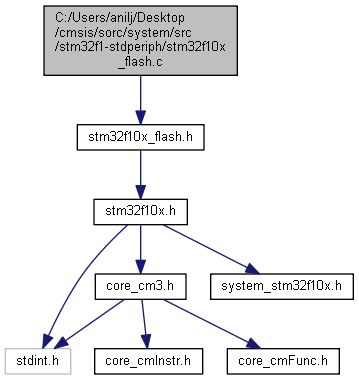 C:/Users/anilj/Desktop
/cmsis/sorc/system/src
/stm32f1-stdperiph/stm32f10x
_flash.c
stm32f10x_flash.h
stm32f10x.h
core_cm3.h
system_stm32f10x.h
stdint.h
core_cmInstr.h
core_cmFunc.h